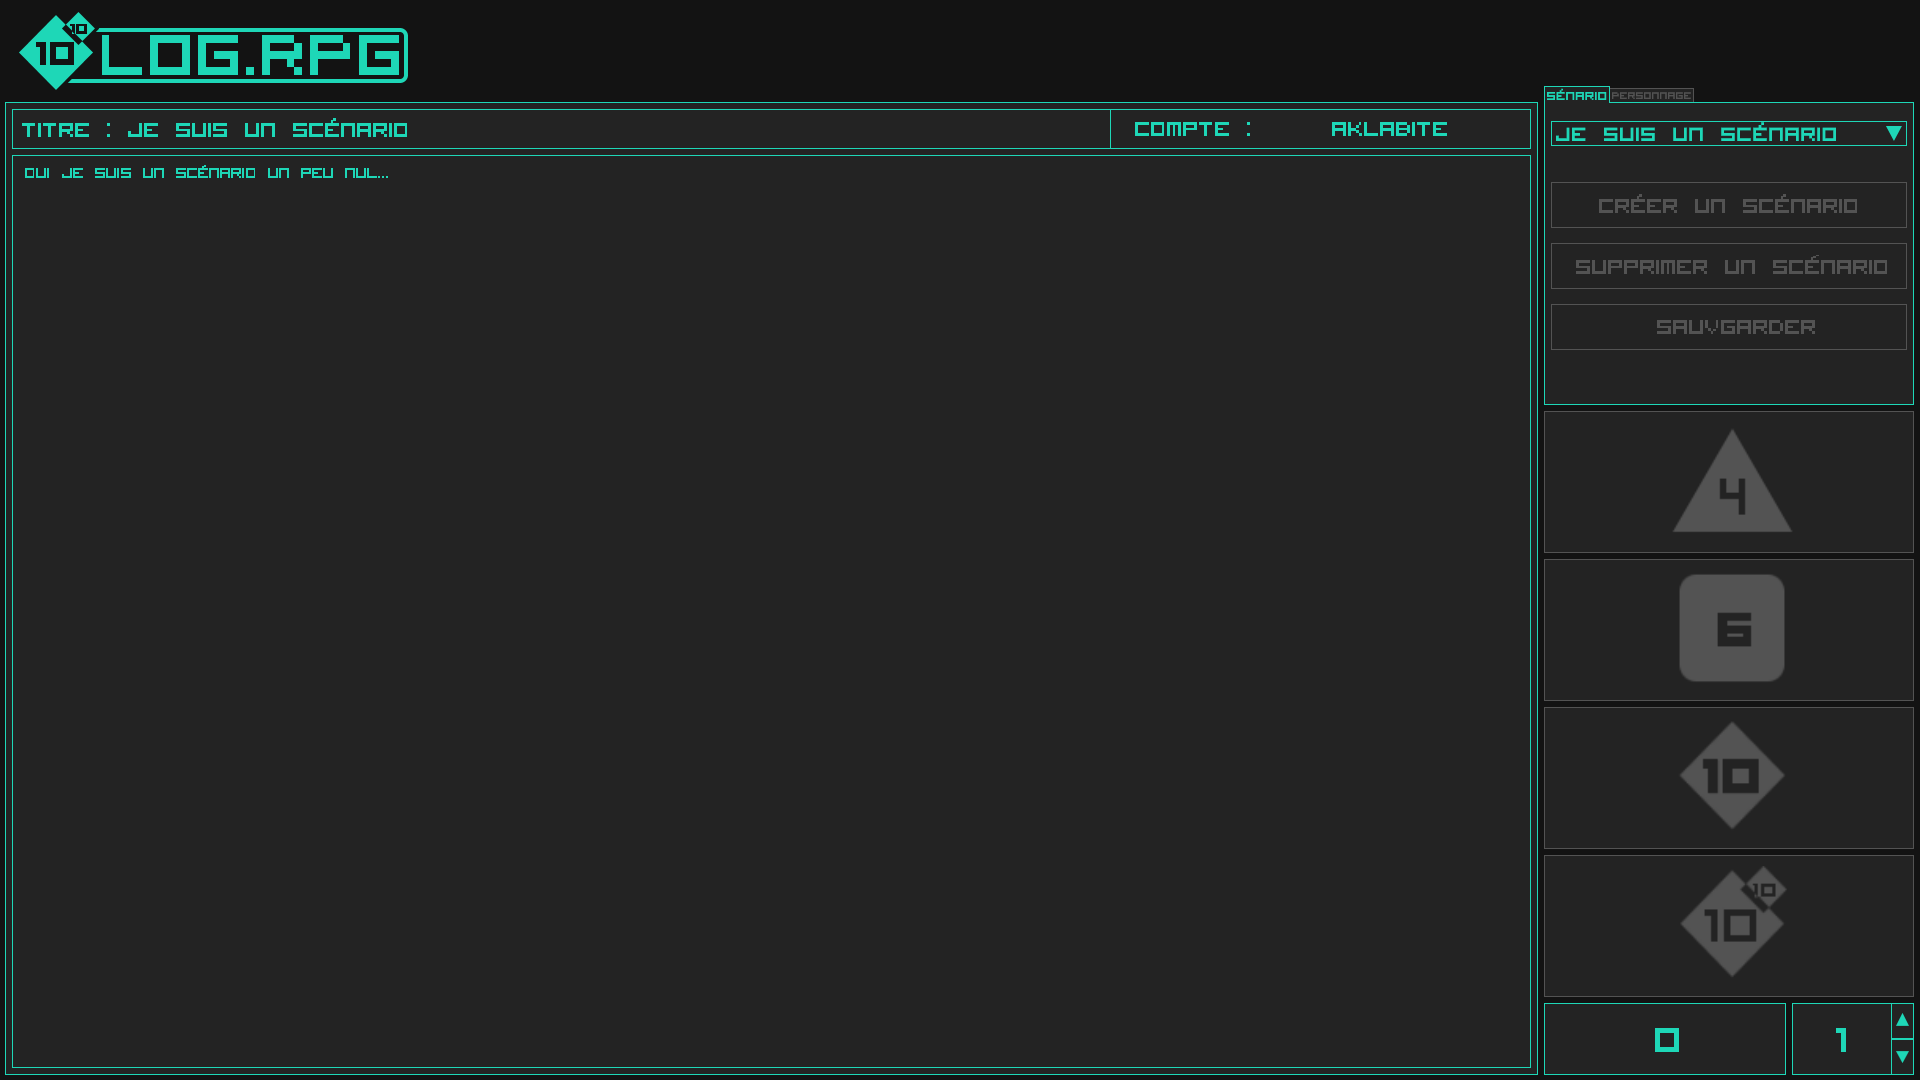 10 10 LOG.RPG
SÉNARIO PERSONNAGE
TITRE : JE SUIS UN SCÉNARIO COMPTE : AKLABITE
JE SUIS UN SCÉNARIO ▼
OUI JE SUIS UN SCÉNARIO UN PEU NUL...
CRÉER UN SCÉNARIO
SUPPRIMER UN SCÉNARIO
SAUVGARDER
4
6
10
10 10
0 1